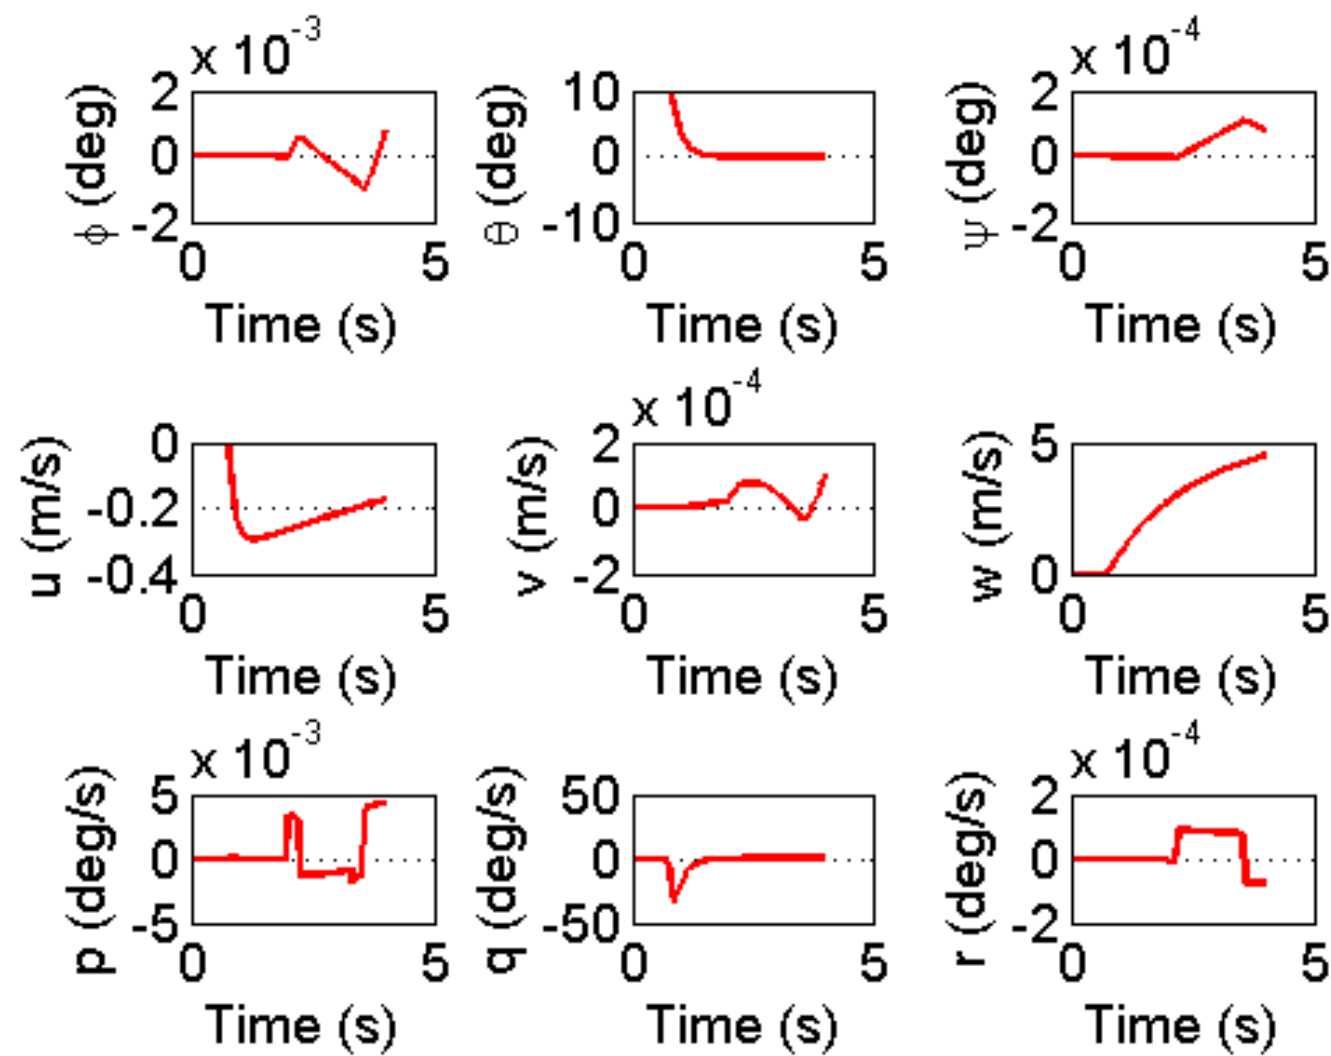 x 10-3
φ (deg)
2
0
-2
0 5
Time (s)
θ (deg)
10
0
-10
0 5
Time (s)
x 10-4
ψ (deg)
2
0
-2
0 5
Time (s)
u (m/s)
0
-0.2
-0.4
0 5
Time (s)
x 10-4
v (m/s)
2
0
-2
0 5
Time (s)
w (m/s)
5
0
0 5
Time (s)
x 10-3
p (deg/s)
5
0
-5
0 5
Time (s)
q (deg/s)
50
0
-50
0 5
Time (s)
x 10-4
r (deg/s)
2
0
-2
0 5
Time (s)